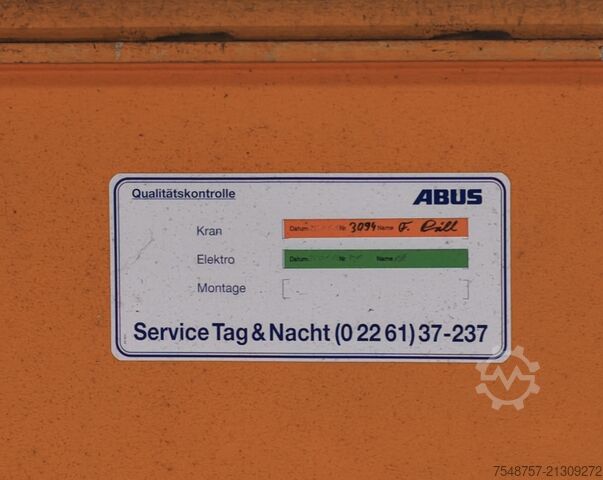 Qualitätskontrolle ABUS
Kran Datum Nr. 3094 Name F.
Elektro Datum Nr. Name
Montage
Service Tag & Nacht (0 22 61) 37-237
7548757-21309272